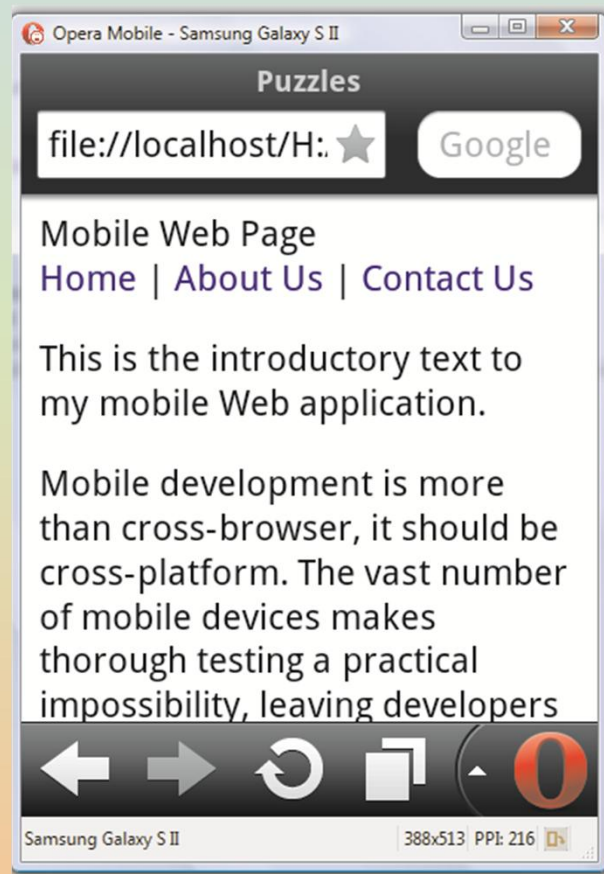 Opera Mobile - Samsung Galaxy S II
Puzzles
file://localhost/H:
Google
Mobile Web Page
Home | About Us | Contact Us
This is the introductory text to
my mobile Web application.
Mobile development is more
than cross-browser, it should be
cross-platform. The vast number
of mobile devices makes
thorough testing a practical
impossibility, leaving developers
Samsung Galaxy S II 388x513 PPI: 216